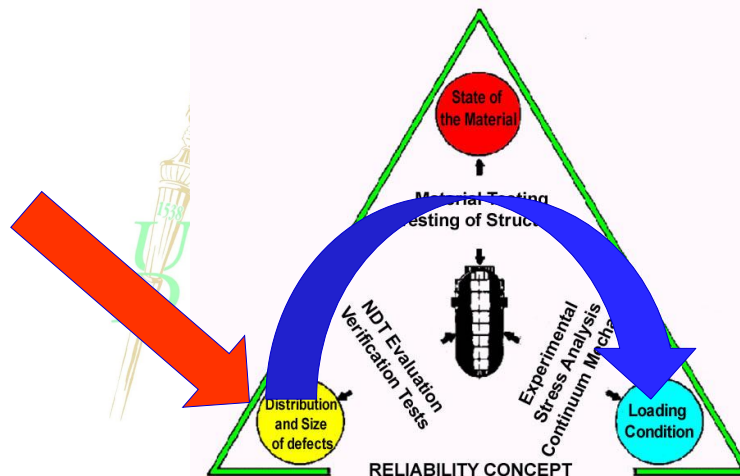 State of
the Material
Material Testing
Testing of Struct
1538
U
NDT Evaluation
Verification Tests
Experimental
Stress Analysis
Continuum Mecha
Distribution
and Size
of defects
Loading
Condition
RELIABILITY CONCEPT